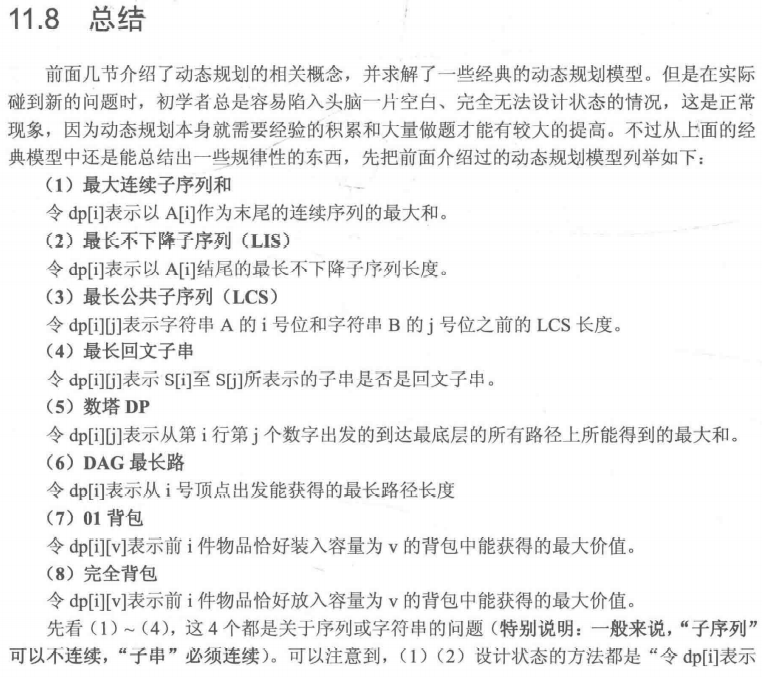 11.8 总结
前面几节介绍了动态规划的相关概念，并求解了一些经典的动态规划模型。但是在实际
碰到新的问题时，初学者总是容易陷入头脑一片空白、完全无法设计状态的情况，这是正常
现象，因为动态规划本身就需要经验的积累和大量做题才能有较大的提高。不过从上面的经
典模型中还是能总结出一些规律性的东西，先把前面介绍过的动态规划模型列举如下：
（1）最大连续子序列和
令 dp[i]表示以 A[i]作为末尾的连续序列的最大和。
（2）最长不下降子序列（LIS）
令 dp[i]表示以 A[i]结尾的最长不下降子序列长度。
（3）最长公共子序列（LCS）
令 dp[i][j]表示字符串 A 的 i 号位和字符串 B 的 j 号位之前的 LCS 长度。
（4）最长回文子串
令 dp[i][j]表示 S[i]至 S[j]所表示的子串是否是回文子串。
（5）数塔 DP
令 dp[i][j]表示从第 i 行第 j 个数字出发的到达最底层的所有路径上所能得到的最大和。
（6）DAG 最长路
令 dp[i]表示从 i 号顶点出发能获得的最长路径长度
（7）01 背包
令 dp[i][v]表示前 i 件物品恰好装入容量为 v 的背包中能获得的最大价值。
（8）完全背包
令 dp[i][v]表示前 i 件物品恰好放入容量为 v 的背包中能获得的最大价值。
先看（1）~（4），这 4 个都是关于序列或字符串的问题（特别说明：一般来说，“子序列”
可以不连续，“子串”必须连续）。可以注意到，（1）（2）设计状态的方法都是“令 dp[i]表示